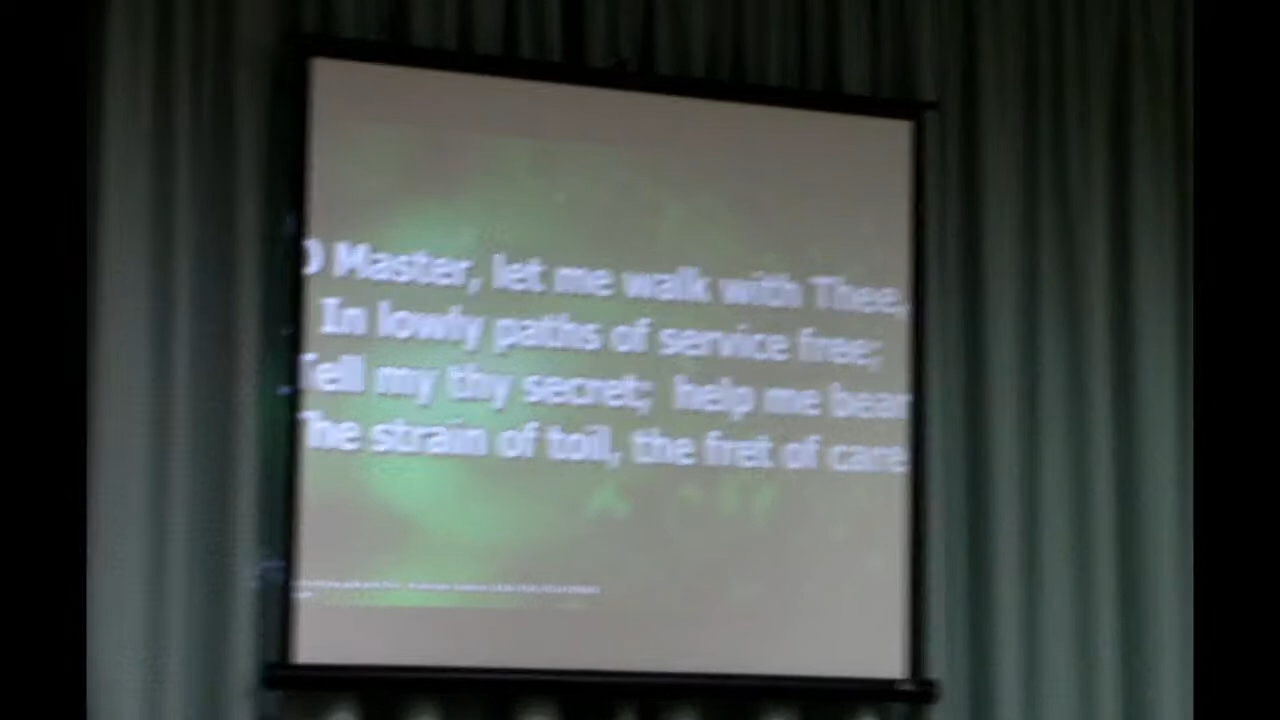 O Master, let me walk with Thee,
In lowly paths of service free;
Tell my thy secret; help me bear
The strain of toil, the fret of care